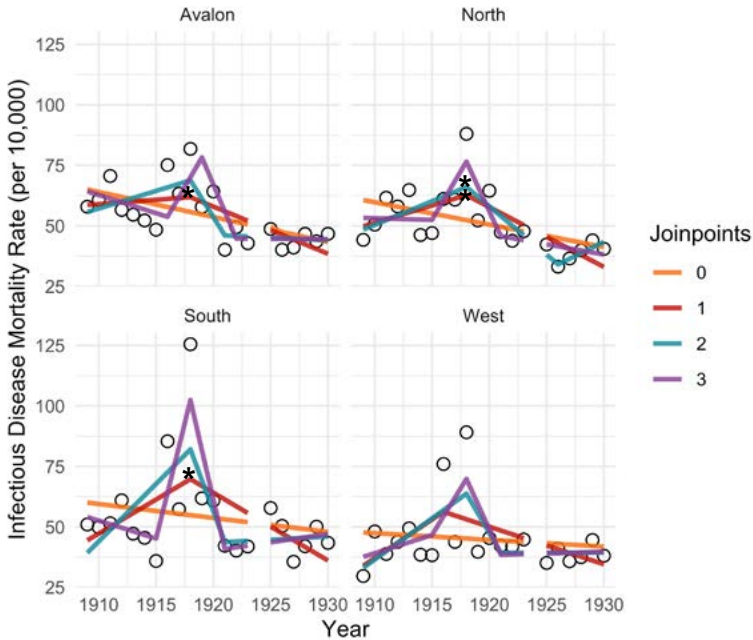 Avalon North
125
100
75
50
25
* * *
South West
125
100
75
50
25
*
1910 1915 1920 1925 1930 1910 1915 1920 1925 1930
Year
Infectious Disease Mortality Rate (per 10,000)
Joinpoints
0
1
2
3